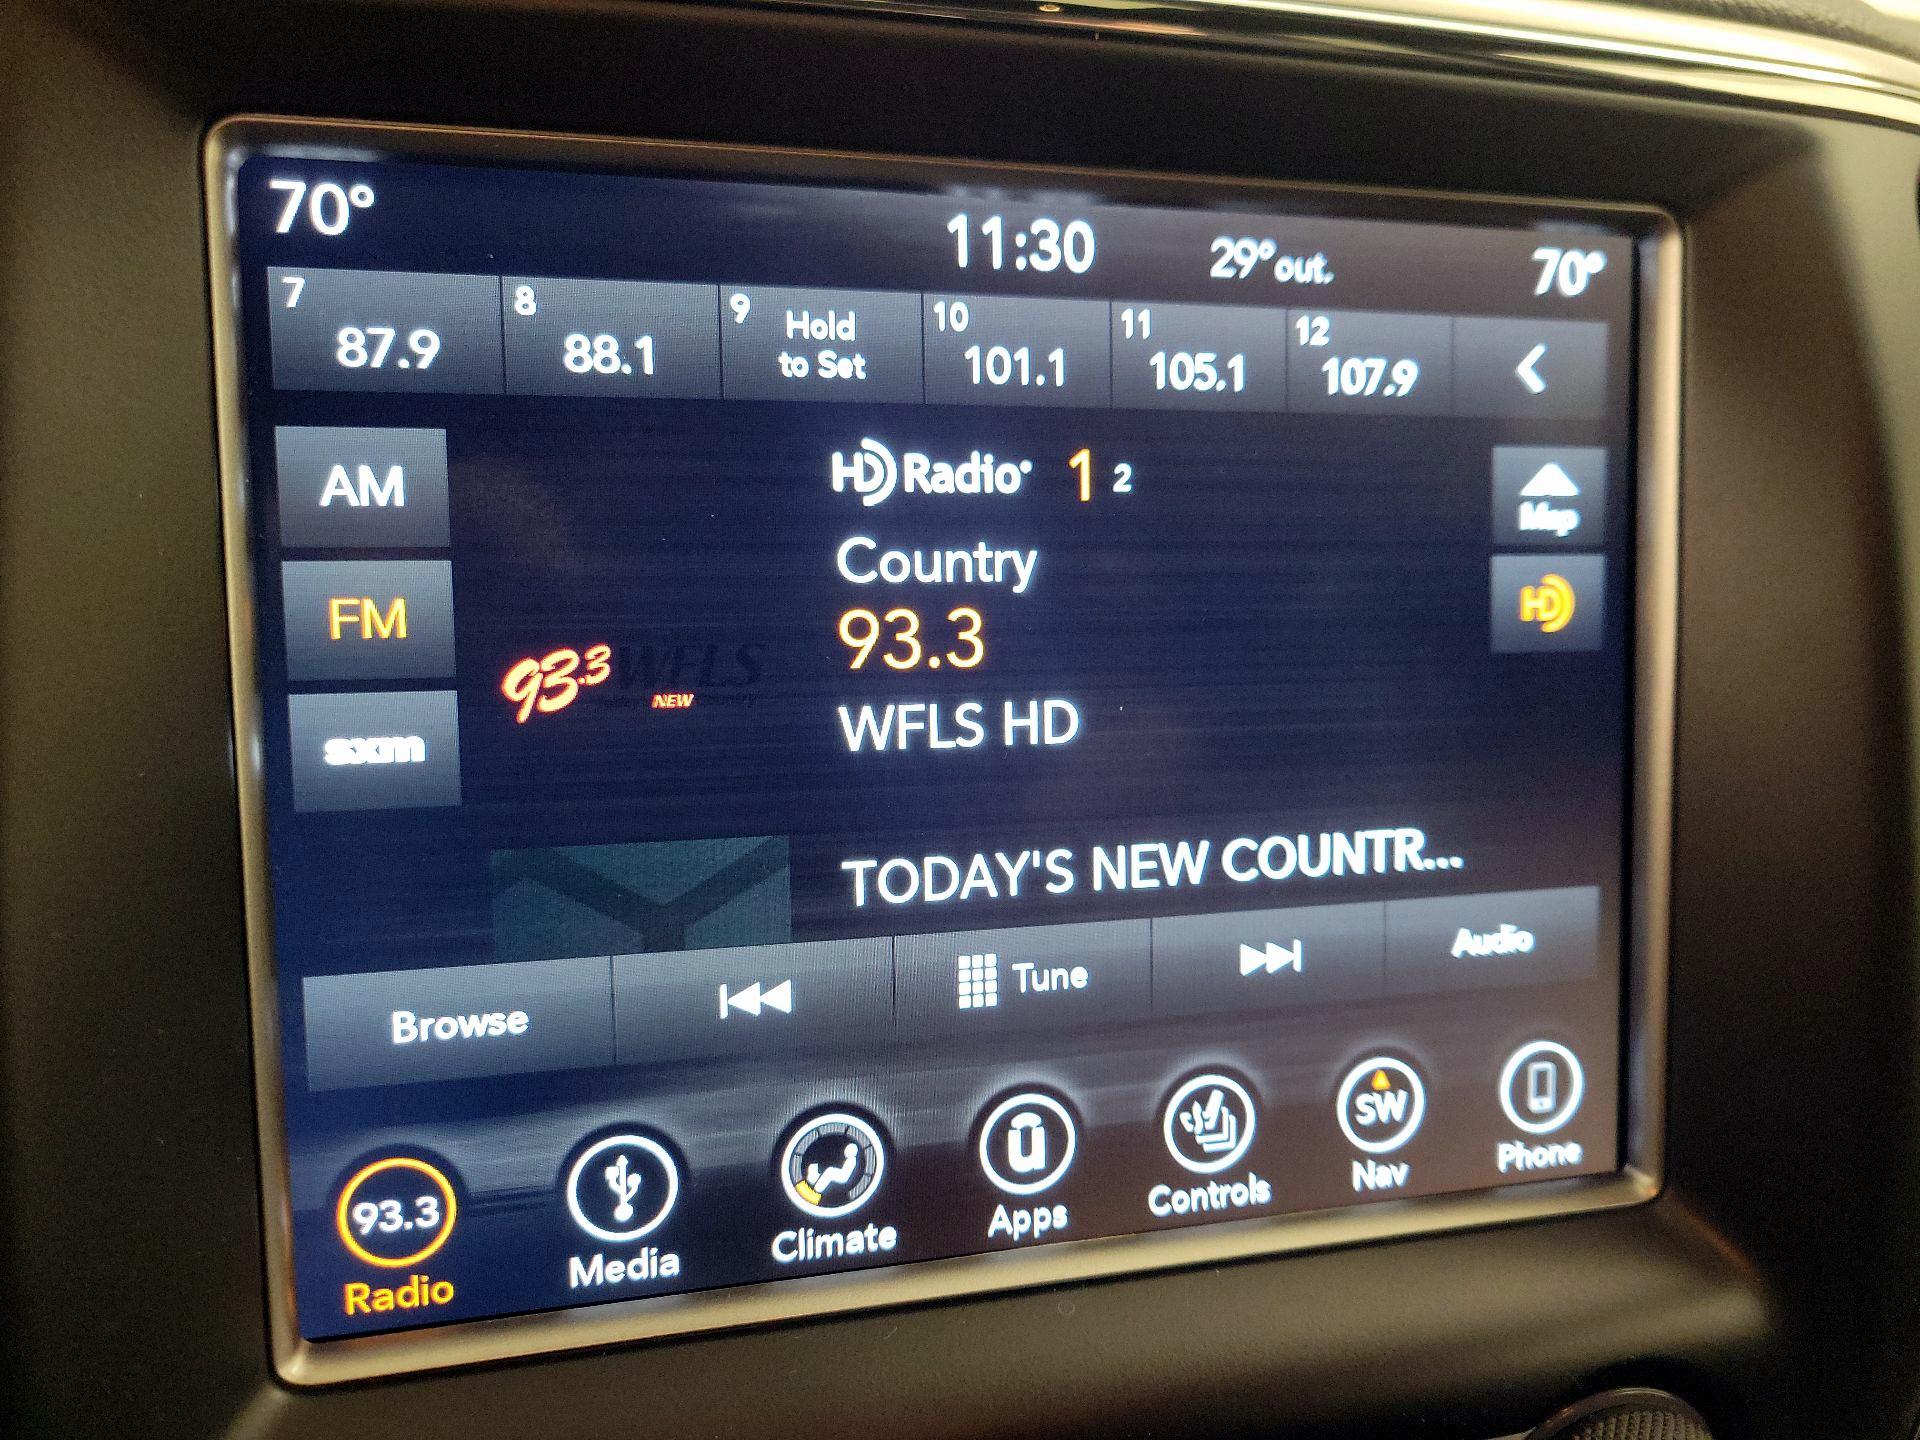 70° 11:30 29° out. 70°
7 87.9 8 88.1 9 Hold to Set 10 101.1 11 105.1 12 107.9
AM
FM
sxm
HD Radio 1 2
Country
93.3
WFLS HD
93.3 WFLS
NEW Country
Map
HD
TODAY'S NEW COUNTR...
Browse Tune Audio
93.3 SW
Radio Media Climate Apps Controls Nav Phone